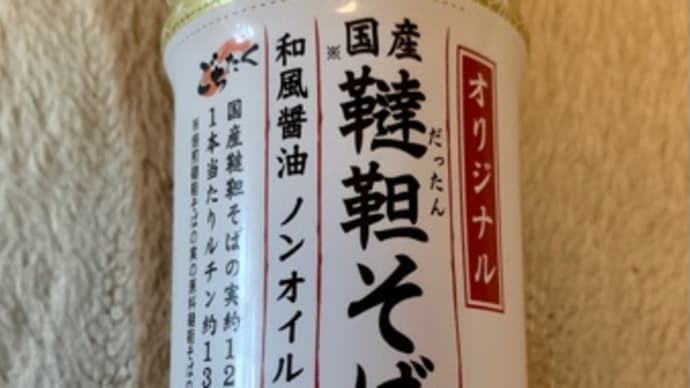 オリジナル
※国産
韃靼そば
だったん
和風醤油 ノンオイル
ごちたく
国産韃靼そばの実約12
1本当たりルチン約13